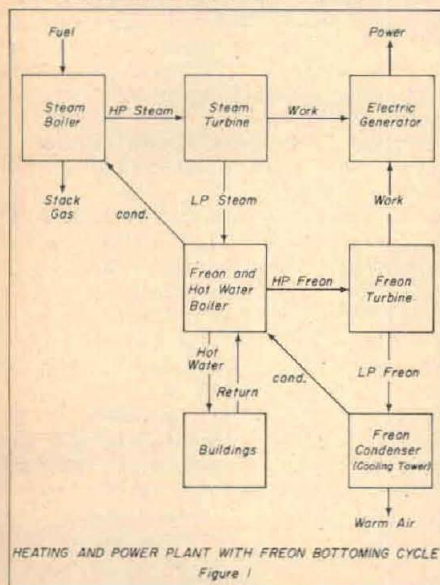 Fuel
Power
Steam
Boiler
HP Steam
Steam
Turbine
Work
Electric
Generator
Stack
Gas
cond.
LP Steam
Work
Freon and
Hot Water
Boiler
HP Freon
Freon
Turbine
Hot
Water
Return
cond.
LP Freon
Buildings
Freon
Condenser
(Cooling Tower)
Warm Air
HEATING AND POWER PLANT WITH FREON BOTTOMING CYCLE
Figure 1